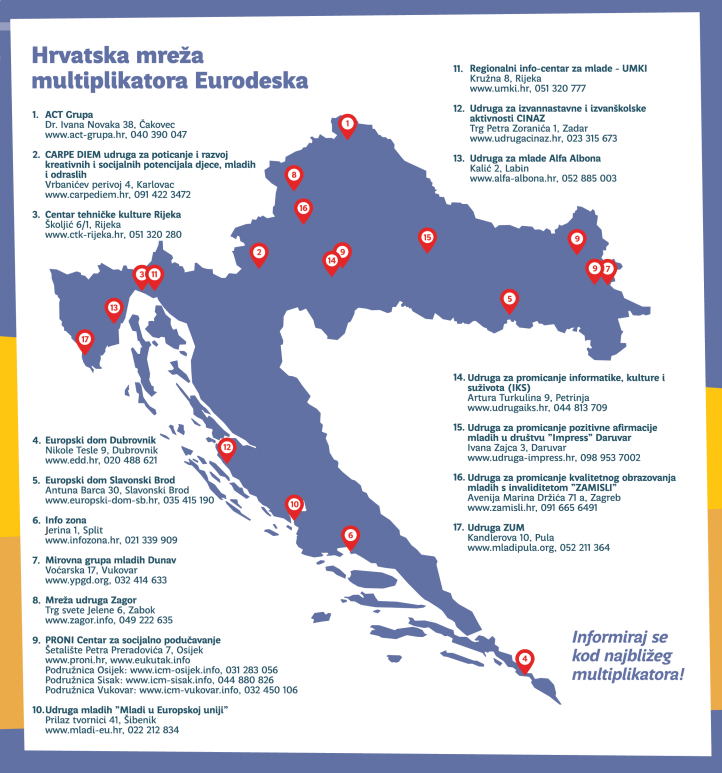 Hrvatska mreža
multiplikatora Eurodeska
1. ACT Grupa
Dr. Ivana Novaka 38, Čakovec
www.act-grupa.hr, 040 390 047
2. CARPE DIEM udruga za poticanje i razvoj
kreativnih i socijalnih potencijala djece, mladih
i odraslih
Vrbanićev perivoj 4, Karlovac
www.carpediem.hr, 091 422 3472
3. Centar tehničke kulture Rijeka
Školjić 6/1, Rijeka
www.ctk-rijeka.hr, 051 320 280
11. Regionalni info-centar za mlade - UMKI
Kružna 8, Rijeka
www.umki.hr, 051 320 777
12. Udruga za izvannastavne i izvanškolske
aktivnosti CINAZ
Trg Petra Zoranića 1, Zadar
www.udrugacinaz.hr, 023 315 673
13. Udruga za mlade Alfa Albona
Kalić 2, Labin
www.alfa-albona.hr, 052 885 003
1
8
16
2
9
14
15
9
9
7
5
3
11
13
17
12
10
6
4
4. Europski dom Dubrovnik
Nikole Tesle 9, Dubrovnik
www.edd.hr, 020 488 621
5. Europski dom Slavonski Brod
Antuna Barca 30, Slavonski Brod
www.europski-dom-sb.hr, 035 415 190
6. Info zona
Jerina 1, Split
www.infozona.hr, 021 339 909
7. Mirovna grupa mladih Dunav
Voćarska 17, Vukovar
www.ypgd.org, 032 414 633
8. Mreža udruga Zagor
Trg svete Jelene 6, Zabok
www.zagor.info, 049 222 635
9. PRONI Centar za socijalno podučavanje
Šetalište Petra Preradovića 7, Osijek
www.proni.hr, www.eukutak.info
Podružnica Osijek: www.icm-osijek.info, 031 283 056
Podružnica Sisak: www.icm-sisak.info, 044 880 826
Podružnica Vukovar: www.icm-vukovar.info, 032 450 106
10. Udruga mladih "Mladi u Europskoj uniji"
Prilaz tvornici 41, Šibenik
www.mladi-eu.hr, 022 212 834
14. Udruga za promicanje informatike, kulture i
suživota (IKS)
Artura Turkulina 9, Petrinja
www.udrugaiks.hr, 044 813 709
15. Udruga za promicanje pozitivne afirmacije
mladih u društvu "Impress" Daruvar
Ivana Zajca 3, Daruvar
www.udruga-impress.hr, 098 953 7002
16. Udruga za promicanje kvalitetnog obrazovanja
mladih s invaliditetom "ZAMISLI"
Avenija Marina Držića 71 a, Zagreb
www.zamisli.hr, 091 665 6491
17. Udruga ZUM
Kandlerova 10, Pula
www.mladipula.org, 052 211 364
Informiraj se
kod najbližeg
multiplikatora!